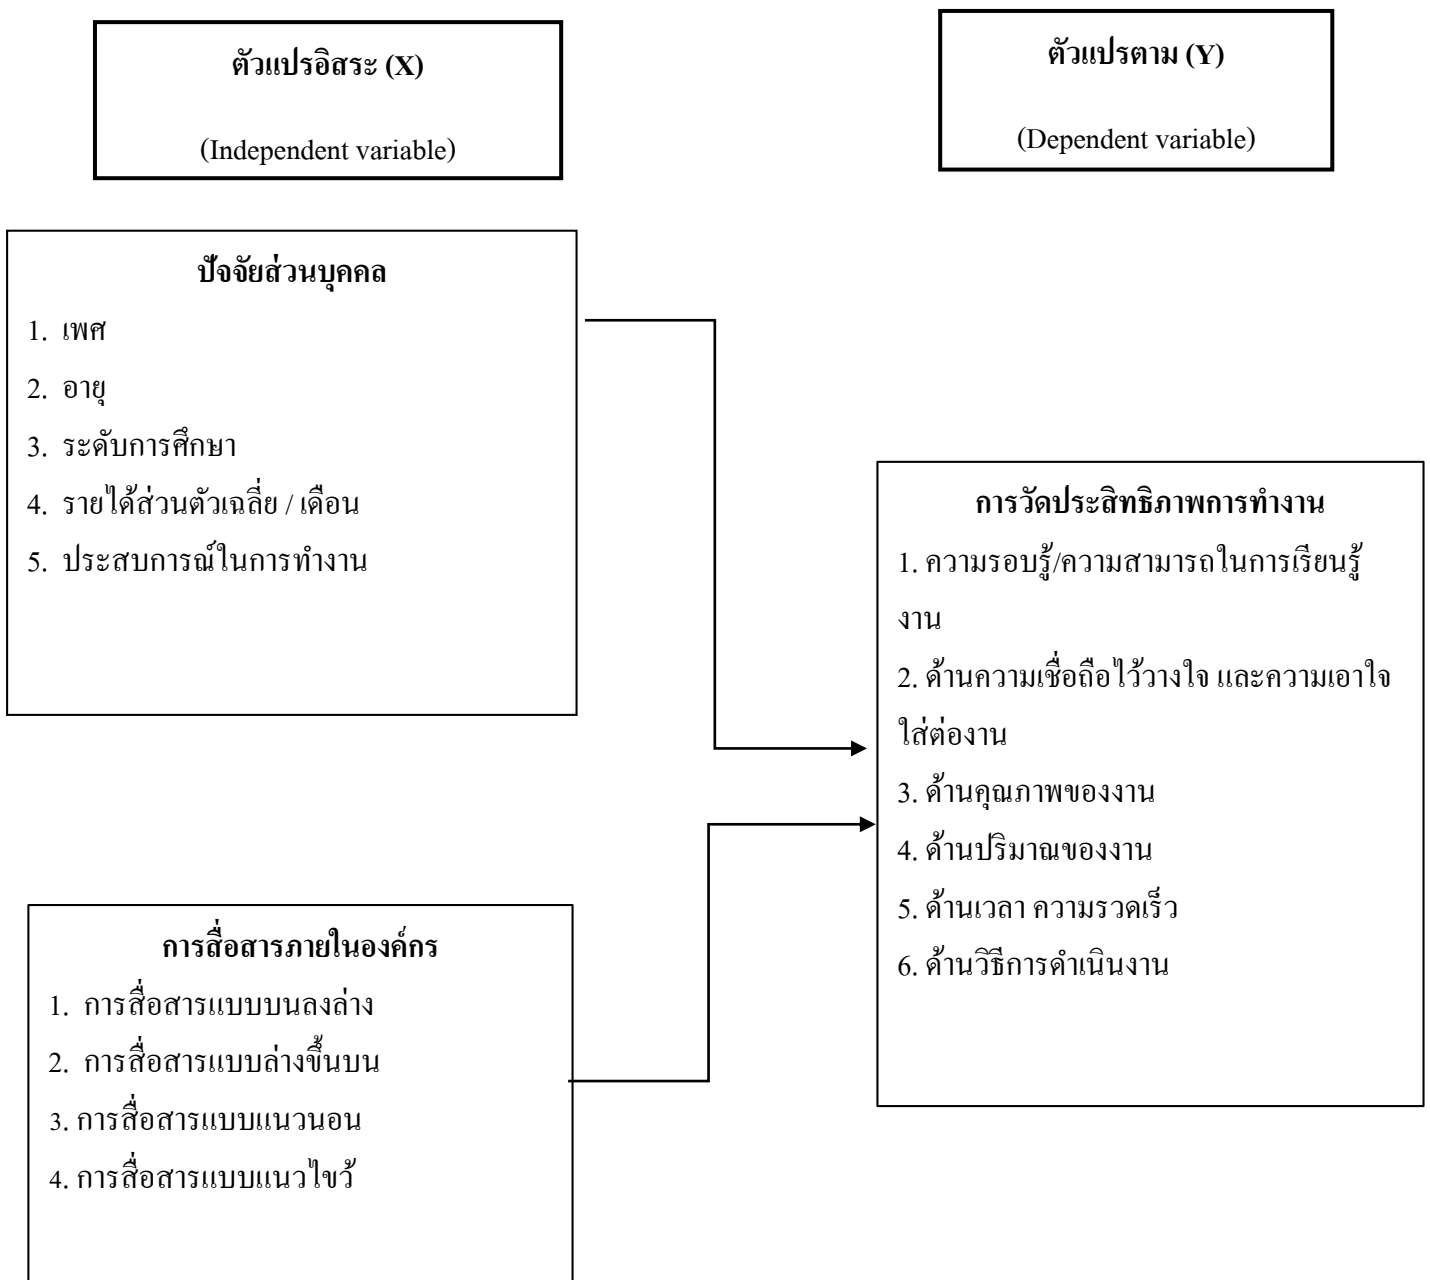 ตัวแปรอิสระ (X)
(Independent variable)
ตัวแปรตาม (Y)
(Dependent variable)
ปัจจัยส่วนบุคคล
1. เพศ
2. อายุ
3. ระดับการศึกษา
4. รายได้ส่วนตัวเฉลี่ย / เดือน
5. ประสบการณ์ในการทำงาน
การสื่อสารภายในองค์กร
1. การสื่อสารแบบบนลงล่าง
2. การสื่อสารแบบล่างขึ้นบน
3. การสื่อสารแบบแนวนอน
4. การสื่อสารแบบแนวไขว้
การวัดประสิทธิภาพการทำงาน
1. ความรอบรู้/ความสามารถในการเรียนรู้
งาน
2. ด้านความเชื่อถือไว้วางใจ และความเอาใจ
ใส่ต่องาน
3. ด้านคุณภาพของงาน
4. ด้านปริมาณของงาน
5. ด้านเวลา ความรวดเร็ว
6. ด้านวิธีการดำเนินงาน